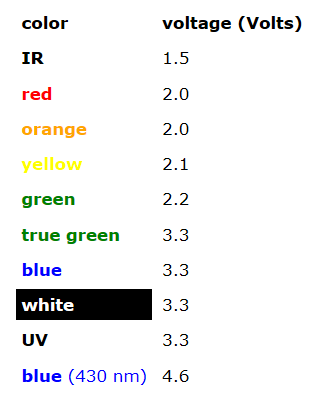 color voltage (Volts)
IR 1.5
red 2.0
orange 2.0
yellow 2.1
green 2.2
true green 3.3
blue 3.3
white 3.3
UV 3.3
blue (430 nm) 4.6